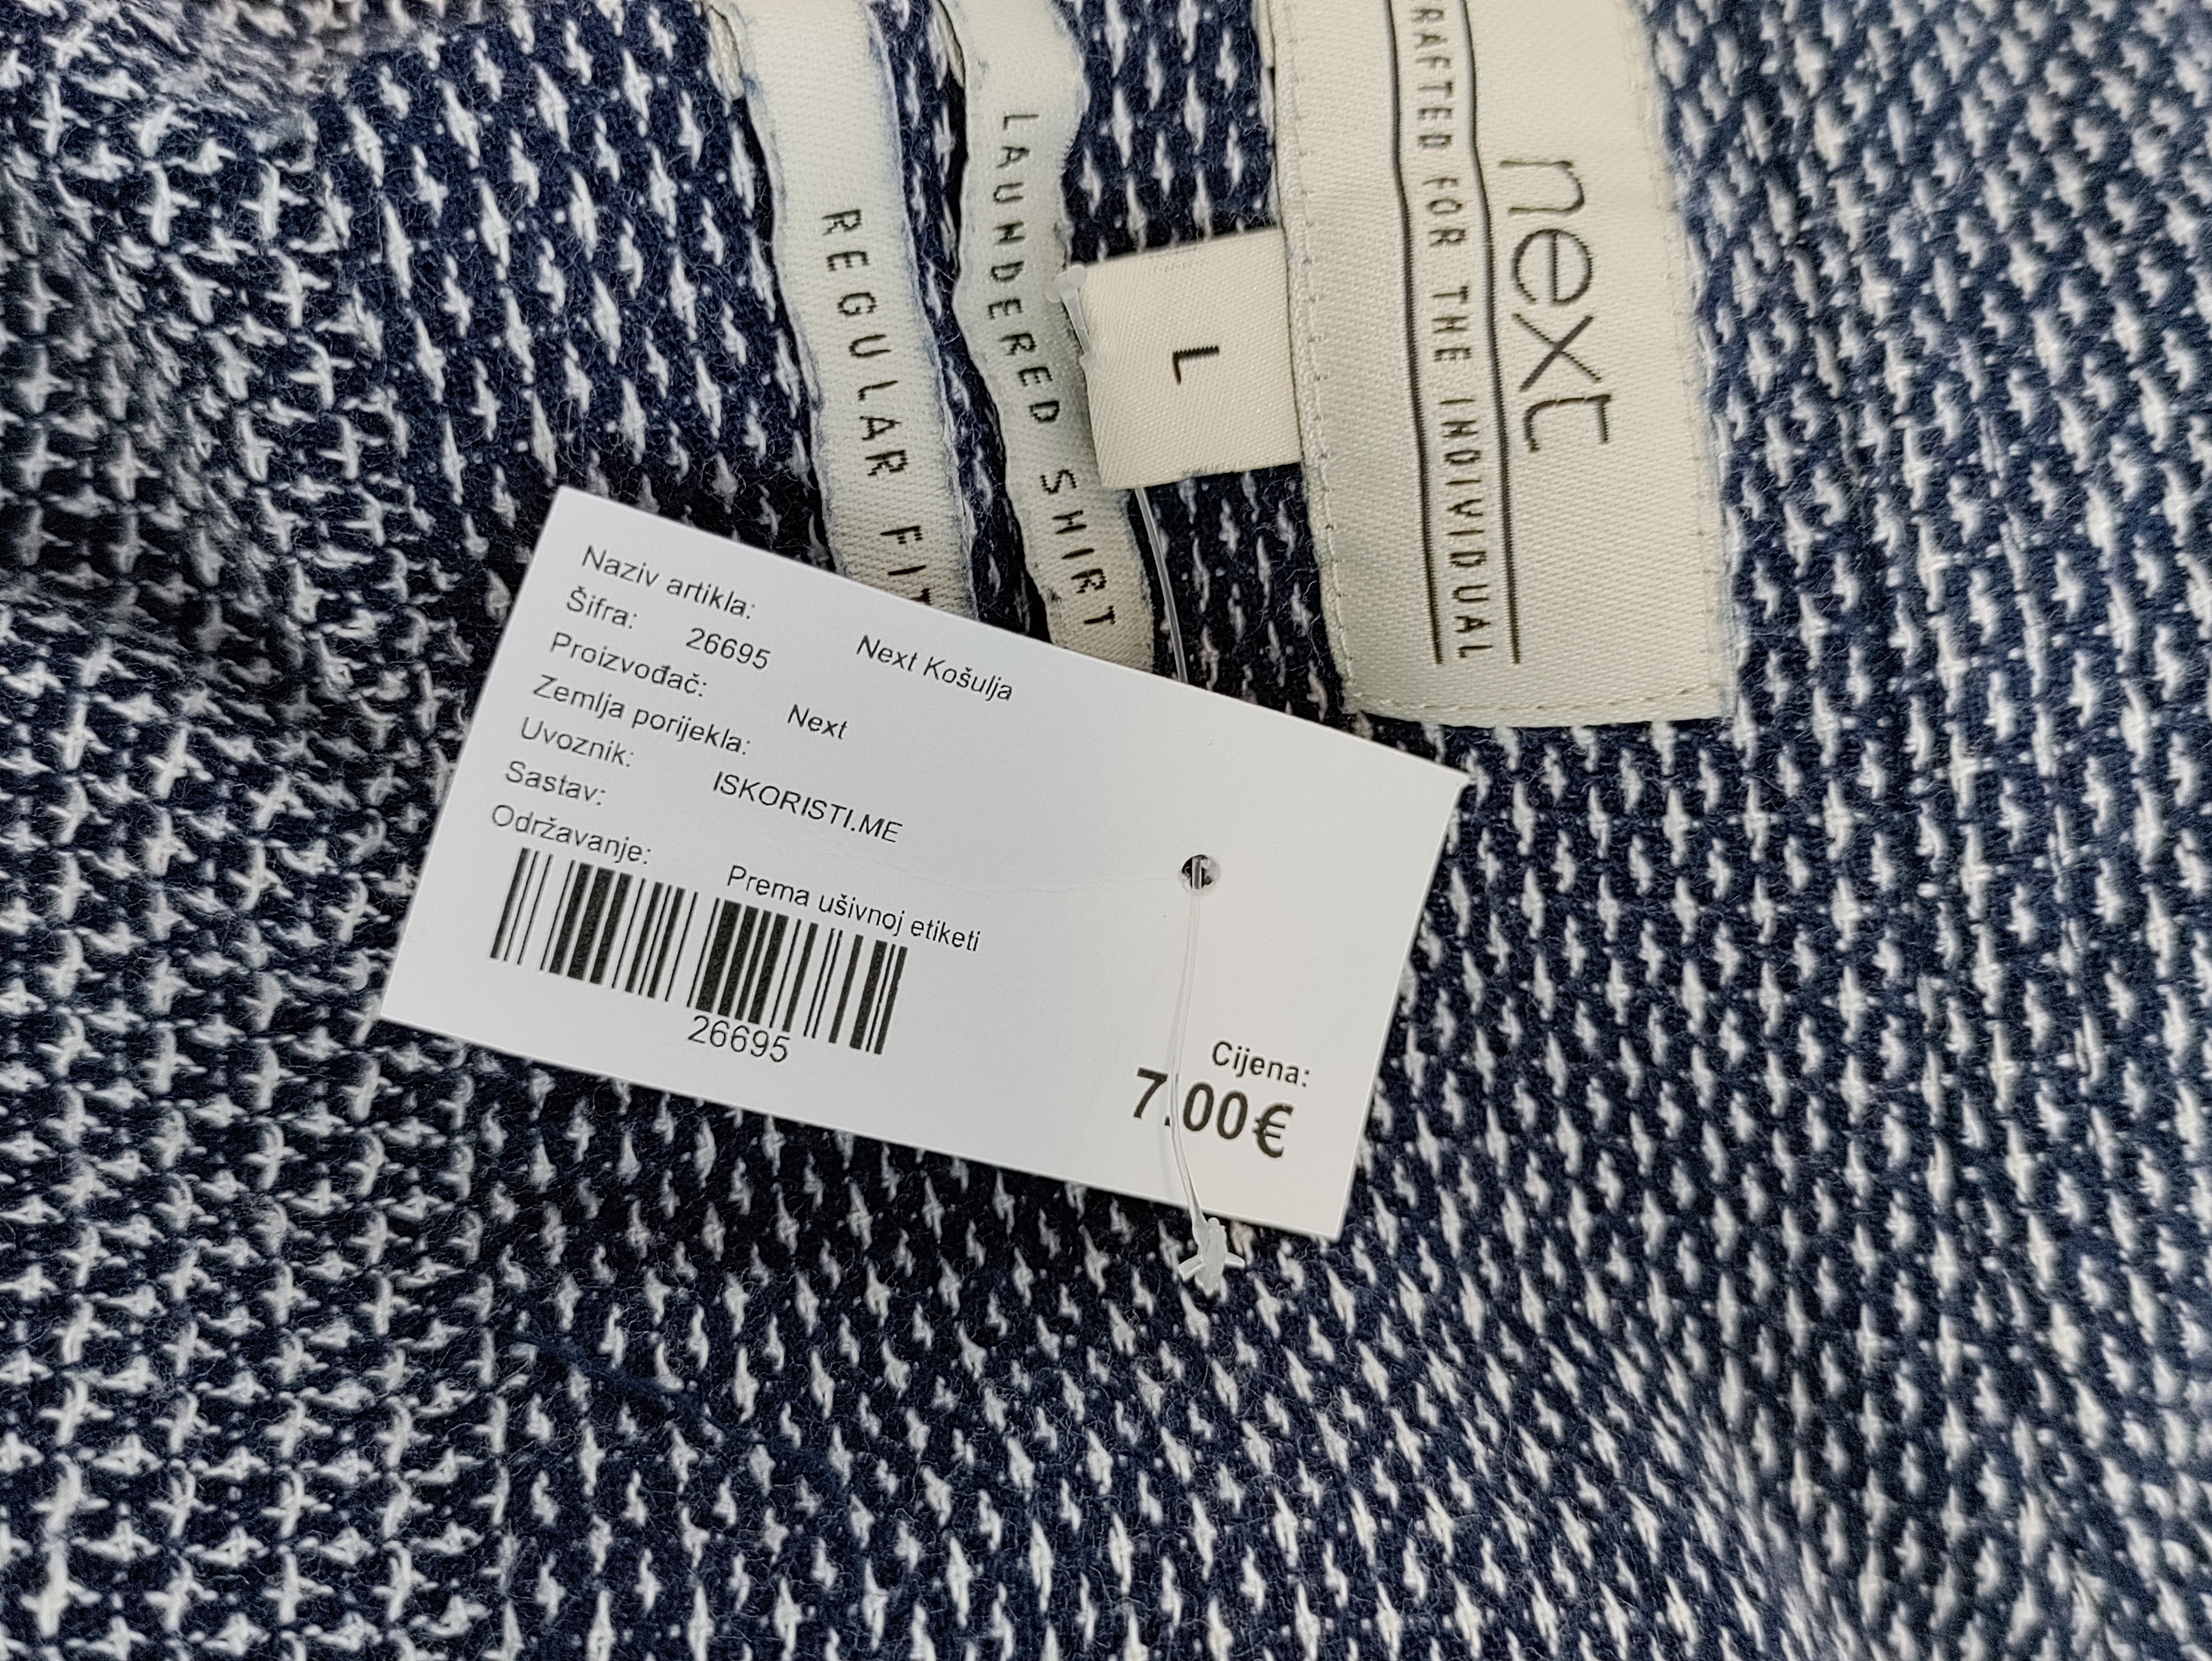 next
RAFTED FOR THE INDIVIDUAL
L
LAUNDERED SHIRT
REGULAR FIT
Naziv artikla: Next Košulja
Šifra: 26695
Proizvođač: Next
Zemlja porijekla:
Uvoznik: ISKORISTI.ME
Sastav:
Održavanje: Prema ušivnoj etiketi
26695
Cijena:
7.00€